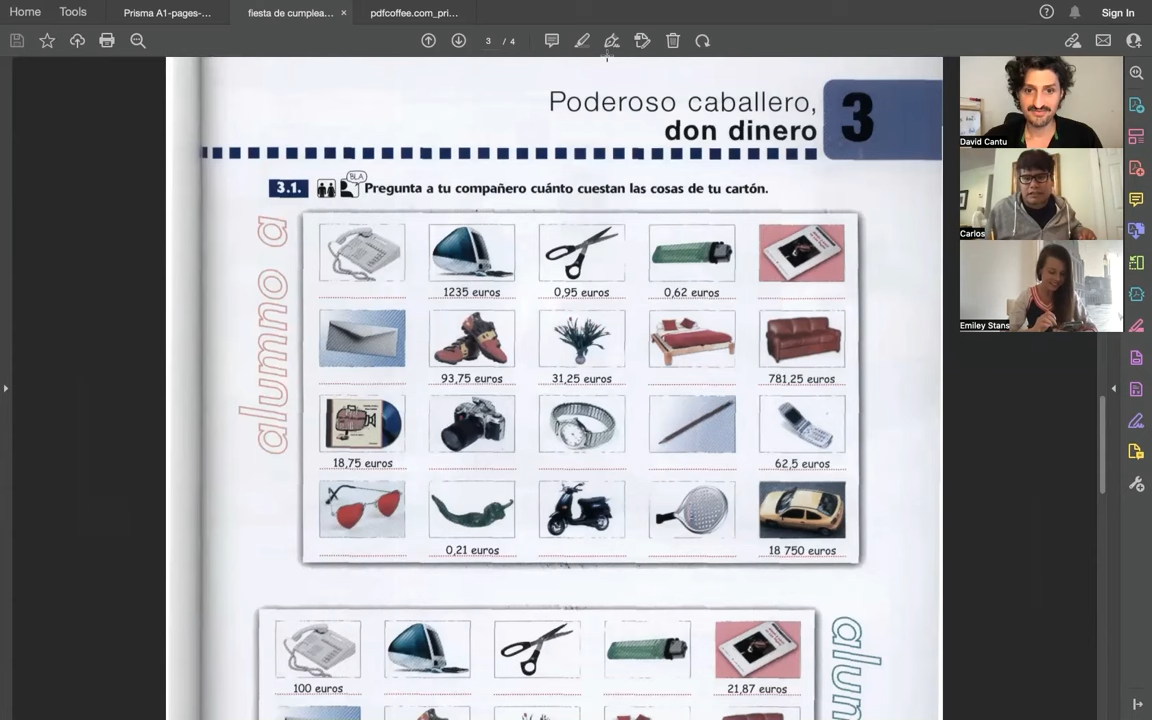 Home
Tools
Prisma A1-pages-...
fiesta de cumplea... ×
pdfcoffee.com_pri...
Sign In
3 / 4
Poderoso caballero,
don dinero
3
3.1. BLA Pregunta a tu compañero cuánto cuestan las cosas de tu cartón.
alumno a
1235 euros
0,95 euros
0,62 euros
93,75 euros
31,25 euros
781,25 euros
18,75 euros
62,5 euros
0,21 euros
18 750 euros
100 euros
21,87 euros
alum
David Cantu
Carlos
Emiley Stans